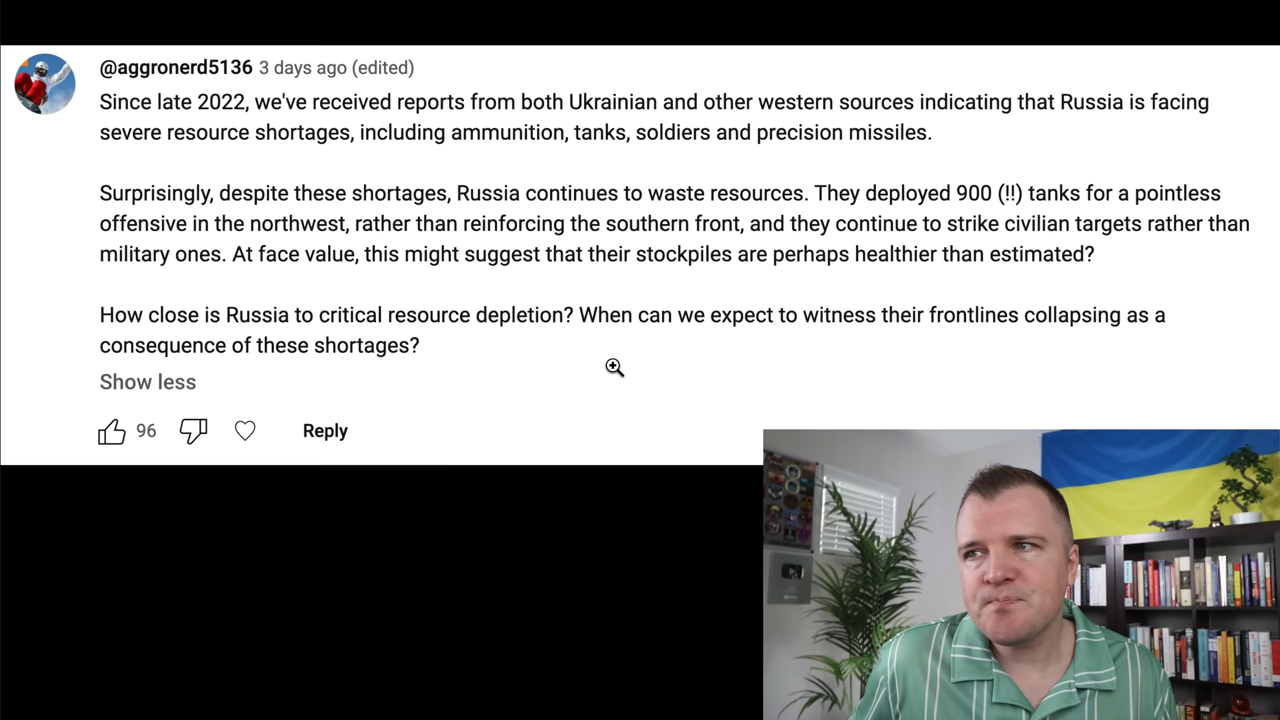 @aggronerd5136 3 days ago (edited)
Since late 2022, we've received reports from both Ukrainian and other western sources indicating that Russia is facing
severe resource shortages, including ammunition, tanks, soldiers and precision missiles.
Surprisingly, despite these shortages, Russia continues to waste resources. They deployed 900 (!!) tanks for a pointless
offensive in the northwest, rather than reinforcing the southern front, and they continue to strike civilian targets rather than
military ones. At face value, this might suggest that their stockpiles are perhaps healthier than estimated?
How close is Russia to critical resource depletion? When can we expect to witness their frontlines collapsing as a
consequence of these shortages?
Show less
96 Reply